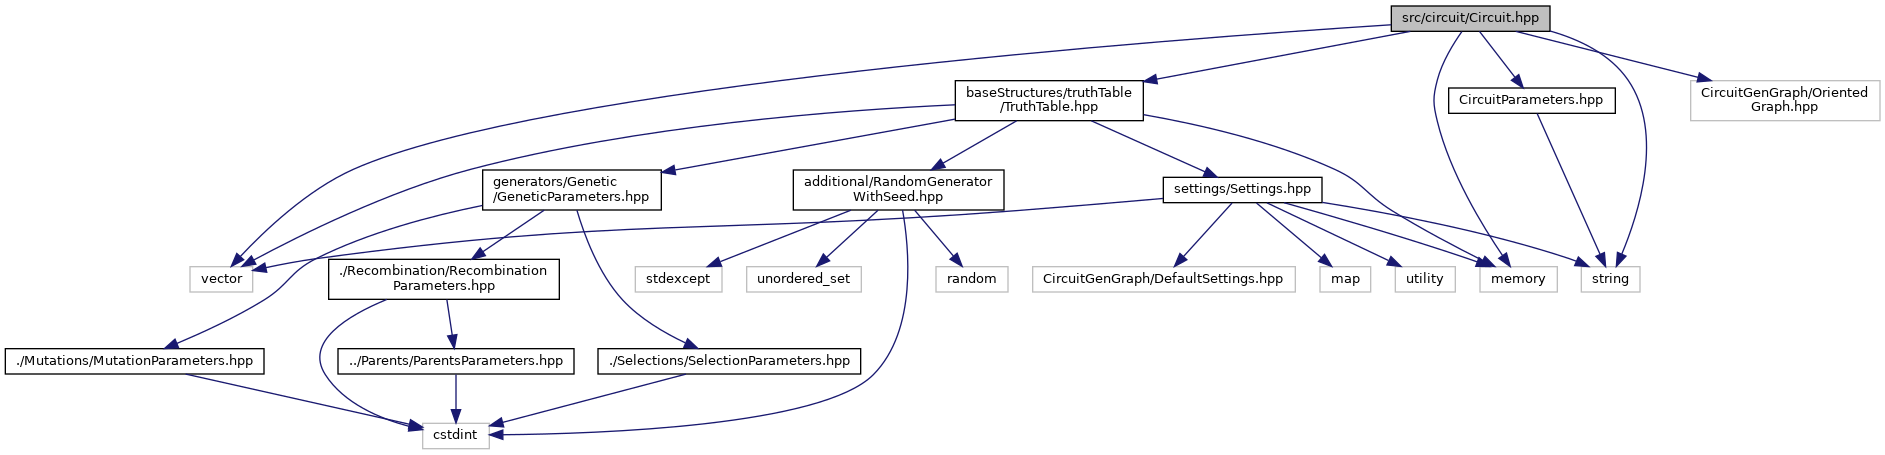 src/circuit/Circuit.hpp
baseStructures/truthTable
/TruthTable.hpp
CircuitParameters.hpp
CircuitGenGraph/Oriented
Graph.hpp
generators/Genetic
/GeneticParameters.hpp
additional/RandomGenerator
WithSeed.hpp
settings/Settings.hpp
vector
./Recombination/Recombination
Parameters.hpp
stdexcept
unordered_set
random
CircuitGenGraph/DefaultSettings.hpp
map
utility
memory
string
./Mutations/MutationParameters.hpp
../Parents/ParentsParameters.hpp
./Selections/SelectionParameters.hpp
cstdint